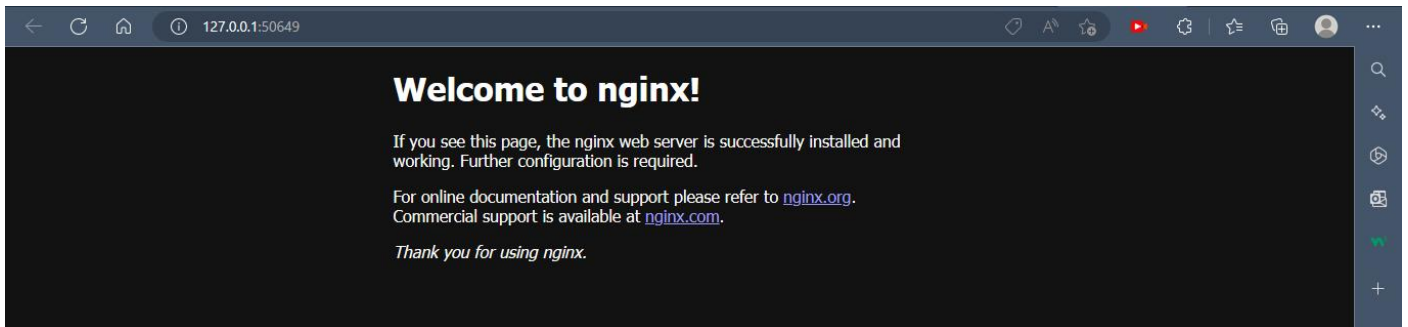 127.0.0.1:50649
Welcome to nginx!
If you see this page, the nginx web server is successfully installed and
working. Further configuration is required.
For online documentation and support please refer to nginx.org.
Commercial support is available at nginx.com.
Thank you for using nginx.